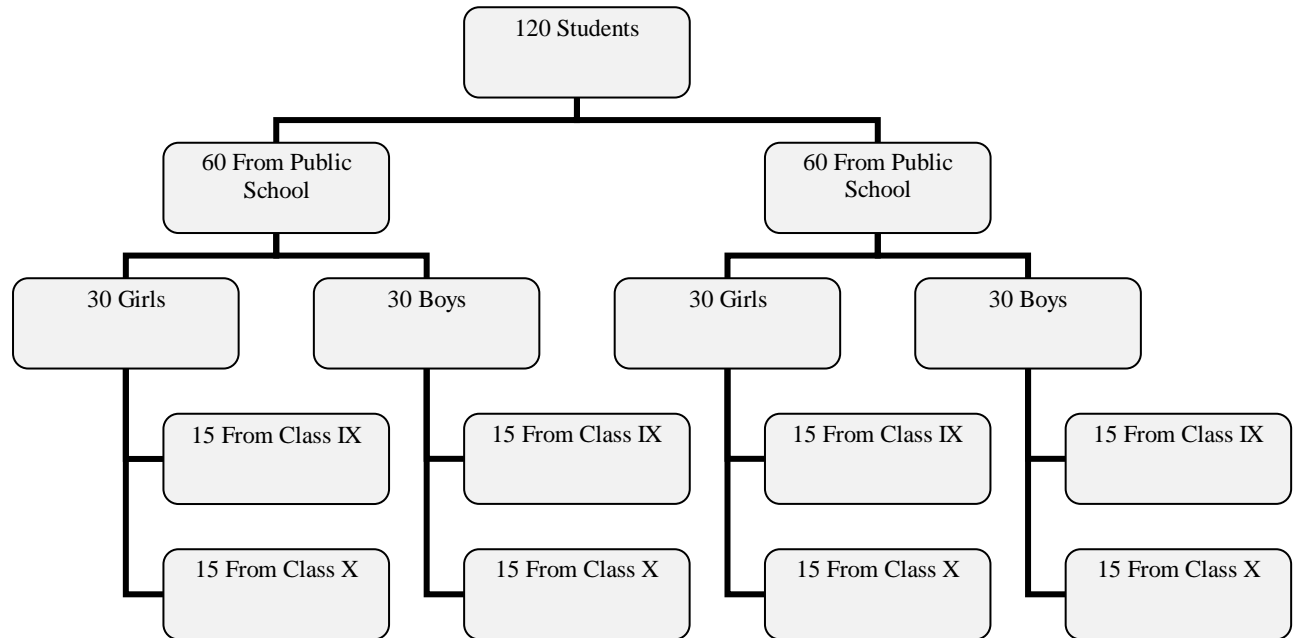 120 Students
60 From Public
School
60 From Public
School
30 Girls
30 Boys
30 Girls
30 Boys
15 From Class IX
15 From Class IX
15 From Class IX
15 From Class IX
15 From Class X
15 From Class X
15 From Class X
15 From Class X